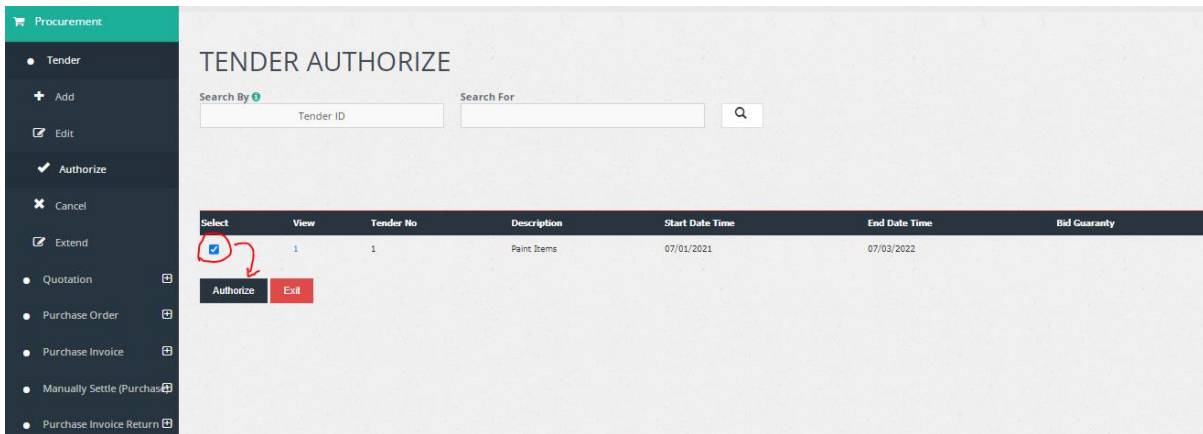 Procurement
Tender
Add
Edit
Authorize
Cancel
Extend
Quotation
Purchase Order
Purchase Invoice
Manually Settle (Purchase
Purchase Invoice Return
TENDER AUTHORIZE
Search By Search For
Tender ID
Select View Tender No Description Start Date Time End Date Time Bid Guaranty
1 1 Paint Items 07/01/2021 07/03/2022
Authorize Exit